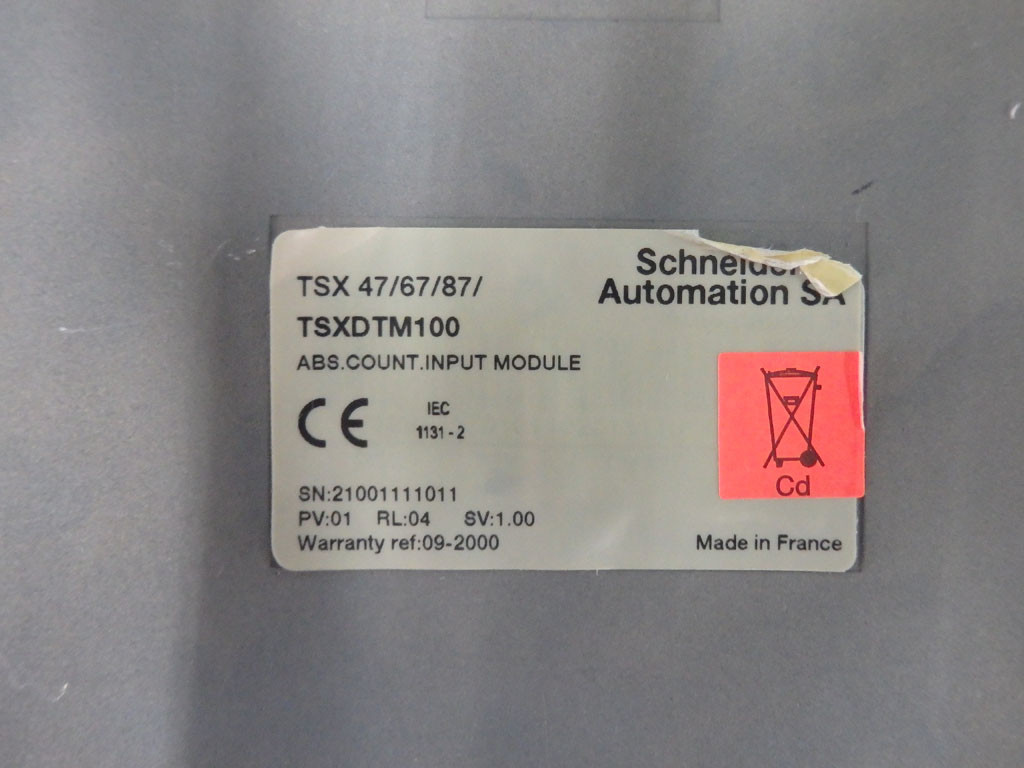 TSX 47/67/87/
TSXDTM100
ABS.COUNT.INPUT MODULE
Schneider
Automation SA
CE
IEC
1131-2
Cd
SN:21001111011
PV:01 RL:04 SV:1.00
Warranty ref:09-2000
Made in France